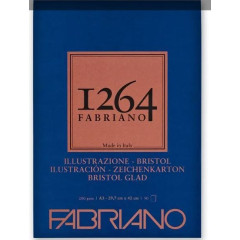 1264
FABRIANO
Made in Italy
ILLUSTRAZIONE - BRISTOL
ILUSTRACIÓN - ZEICHENKARTON
BRISTOL GLAD
FABRIANO